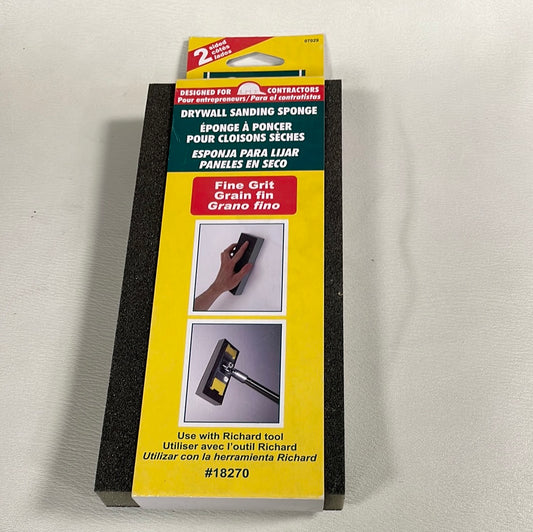 2 sided
côtés
lados
07025
DESIGNED FOR CONTRACTORS
Pour entrepreneurs/Para el contratistas
DRYWALL SANDING SPONGE
ÉPONGE À PONÇER
POUR CLOISONS SÈCHES
ESPONJA PARA LIJAR
PANELES EN SECO
Fine Grit
Grain fin
Grano fino
Use with Richard tool
Utiliser avec l'outil Richard
Utilizar con la herramienta Richard
#18270